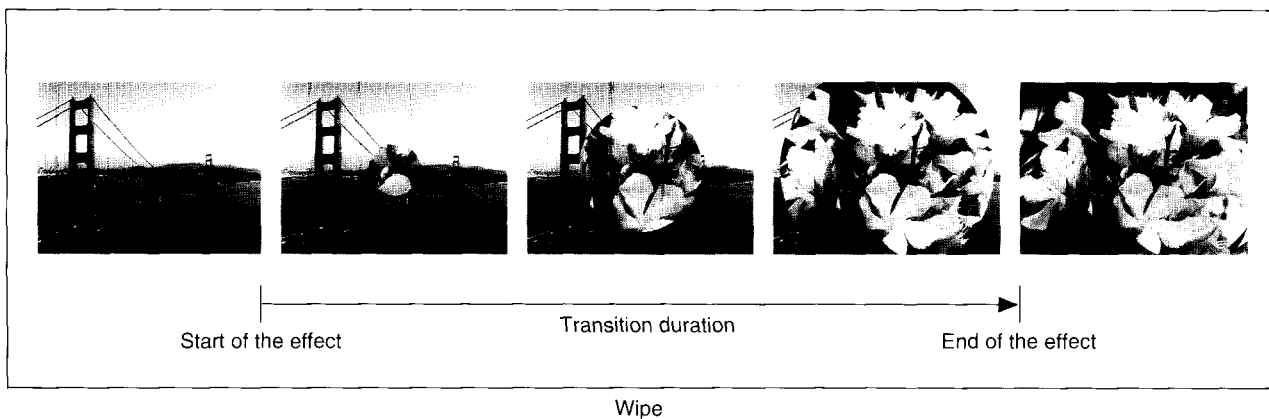 Transition duration
Start of the effect
End of the effect
Wipe